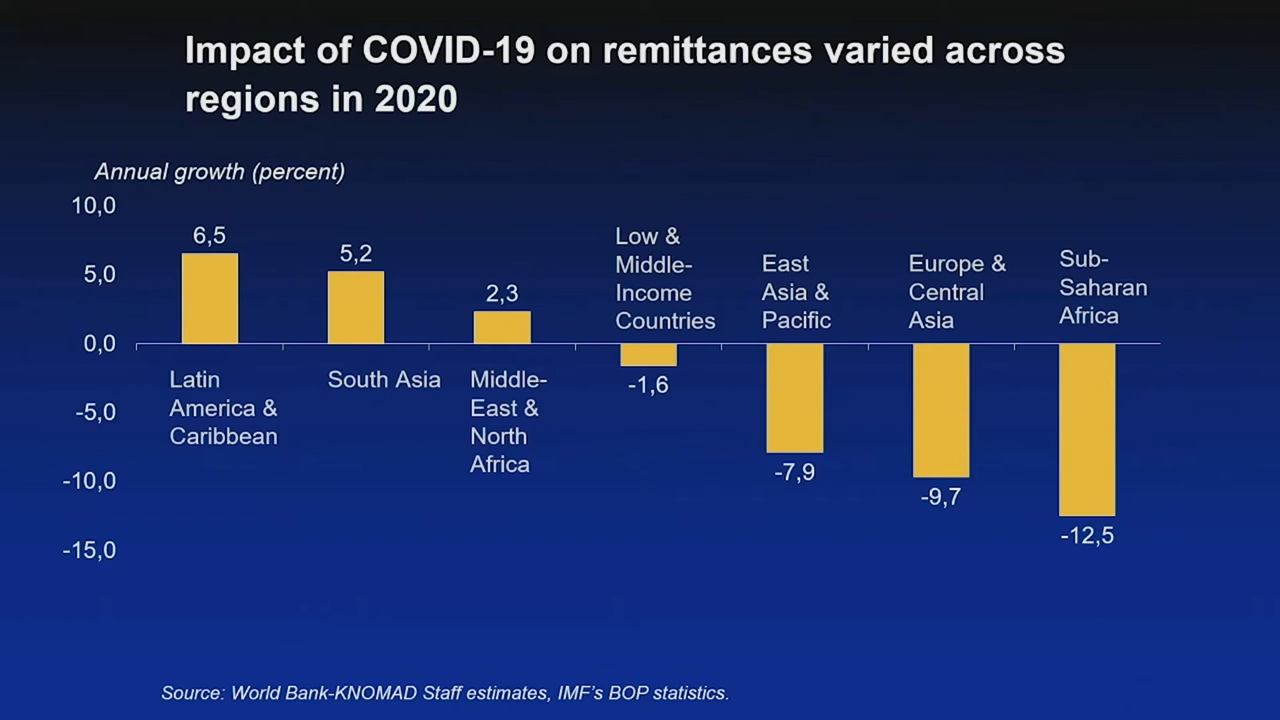 Impact of COVID-19 on remittances varied across
regions in 2020
Annual growth (percent)
10,0
5,0
0,0
-5,0
-10,0
-15,0
6,5
Latin
America &
Caribbean
5,2
South Asia
2,3
Middle-
East &
North
Africa
Low &
Middle-
Income
Countries
-1,6
East
Asia &
Pacific
-7,9
Europe &
Central
Asia
-9,7
Sub-
Saharan
Africa
-12,5
Source: World Bank-KNOMAD Staff estimates, IMF's BOP statistics.